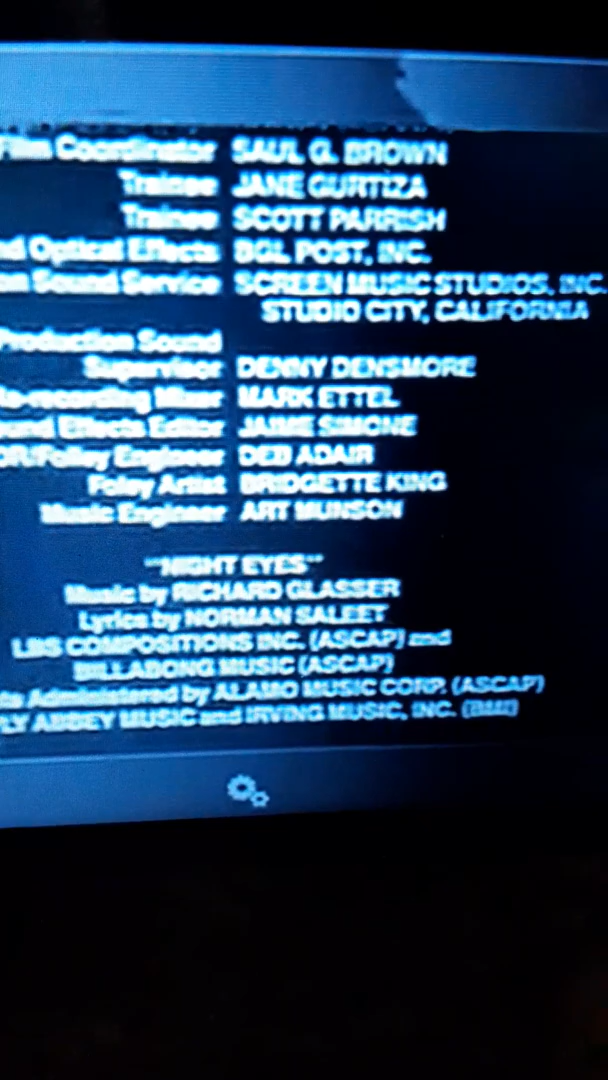 Film Coordinator SAUL G. BROWN
Trainee JANE GURTIZA
Trainee SCOTT PARRISH
Optical Effects BGL POST, INC.
Sound Service SCREEN MUSIC STUDIOS, INC.
STUDIO CITY, CALIFORNIA
Production Sound
Supervisor DENNY DENSMORE
Re-recording Mixer MARK ETTEL
Effects Editor JAIME SIMONE
/Foley Engineer DEB ADAIR
Foley Artist BRIDGETTE KING
Music Engineer ART MUNSON
"NIGHT EYES"
Music by RICHARD GLASSER
Lyrics by NORMAN SALEET
LBS COMPOSITIONS INC. (ASCAP) and
BILLABONG MUSIC (ASCAP)
Administered by ALAMO MUSIC CORP. (ASCAP)
ABBEY MUSIC and IRVING MUSIC, INC. (BMI)